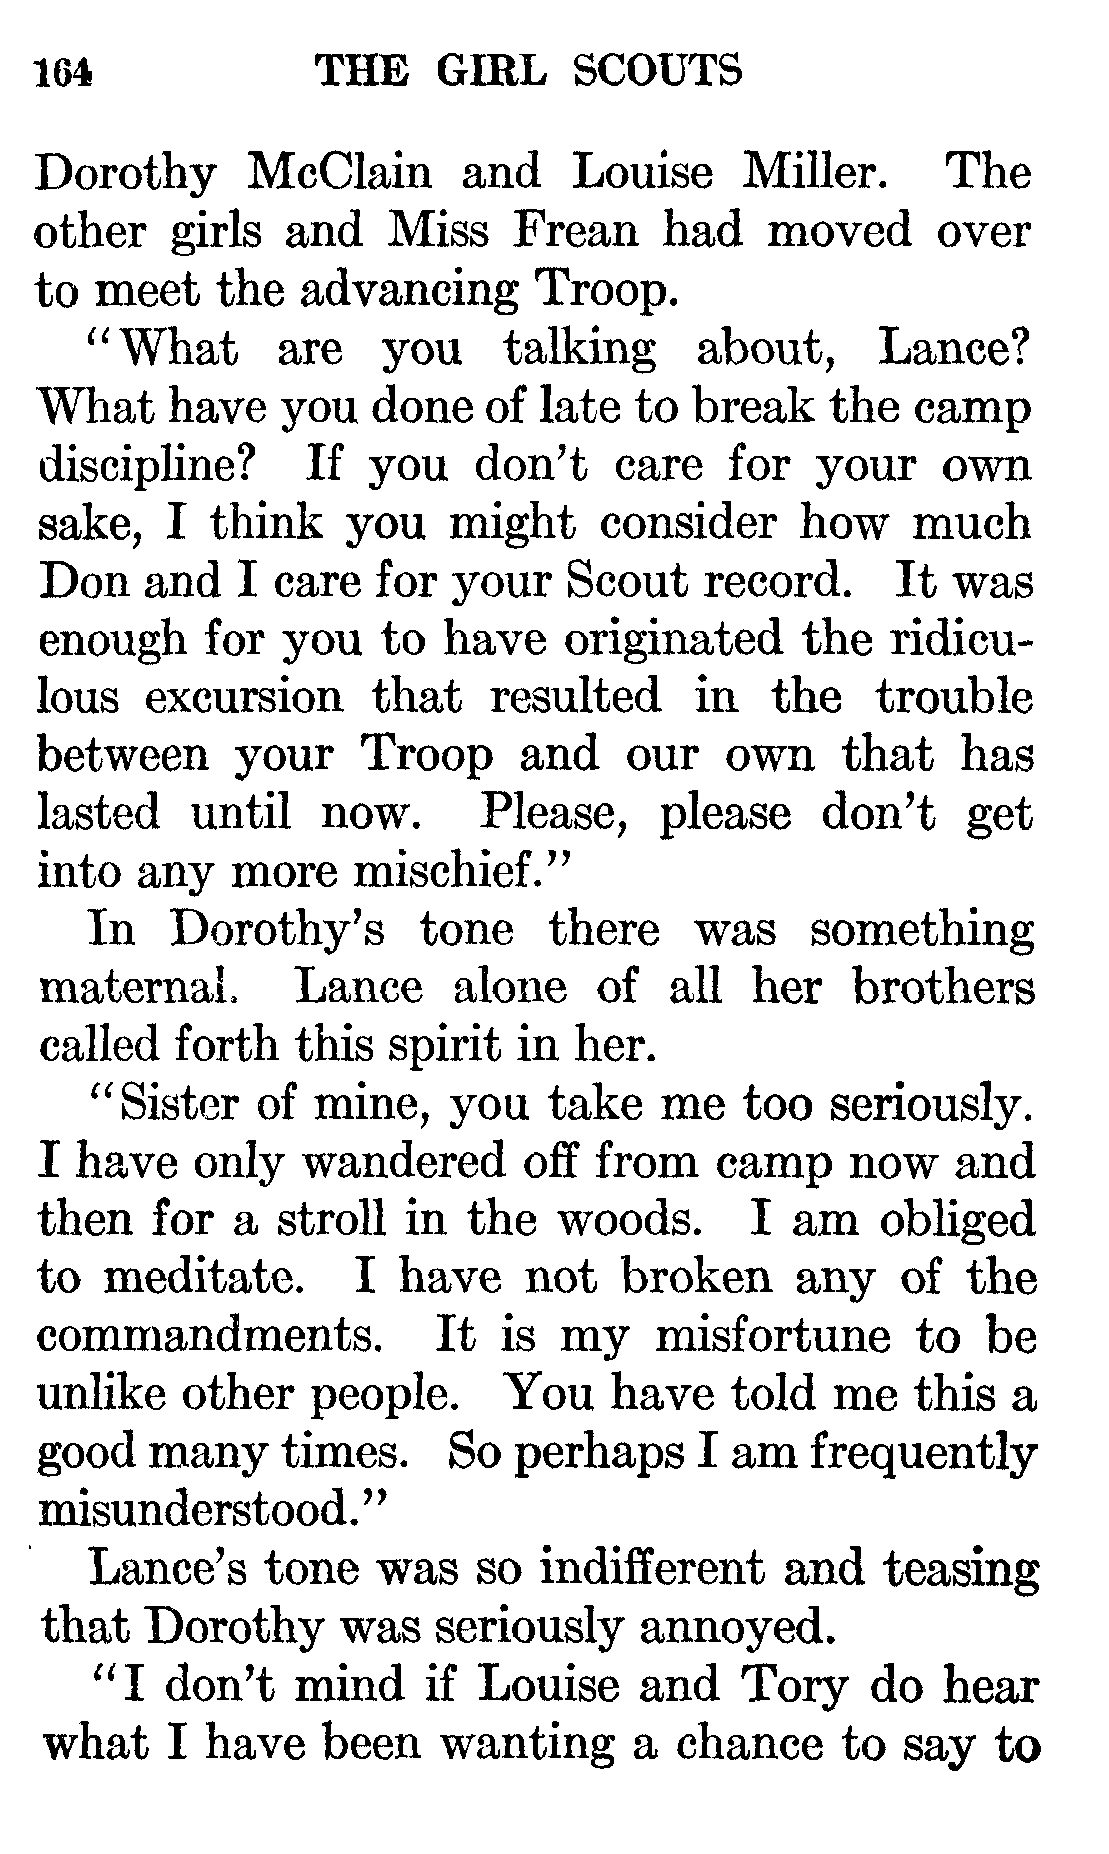 164 THE GIRL SCOUTS
Dorothy McClain and Louise Miller. The
other girls and Miss Frean had moved over
to meet the advancing Troop.
"What are you talking about, Lance?
What have you done of late to break the camp
discipline? If you don't care for your own
sake, I think you might consider how much
Don and I care for your Scout record. It was
enough for you to have originated the ridicu-
lous excursion that resulted in the trouble
between your Troop and our own that has
lasted until now. Please, please don't get
into any more mischief."
In Dorothy's tone there was something
maternal. Lance alone of all her brothers
called forth this spirit in her.
"Sister of mine, you take me too seriously.
I have only wandered off from camp now and
then for a stroll in the woods. I am obliged
to meditate. I have not broken any of the
commandments. It is my misfortune to be
unlike other people. You have told me this a
good many times. So perhaps I am frequently
misunderstood."
Lance's tone was so indifferent and teasing
that Dorothy was seriously annoyed.
"I don't mind if Louise and Tory do hear
what I have been wanting a chance to say to